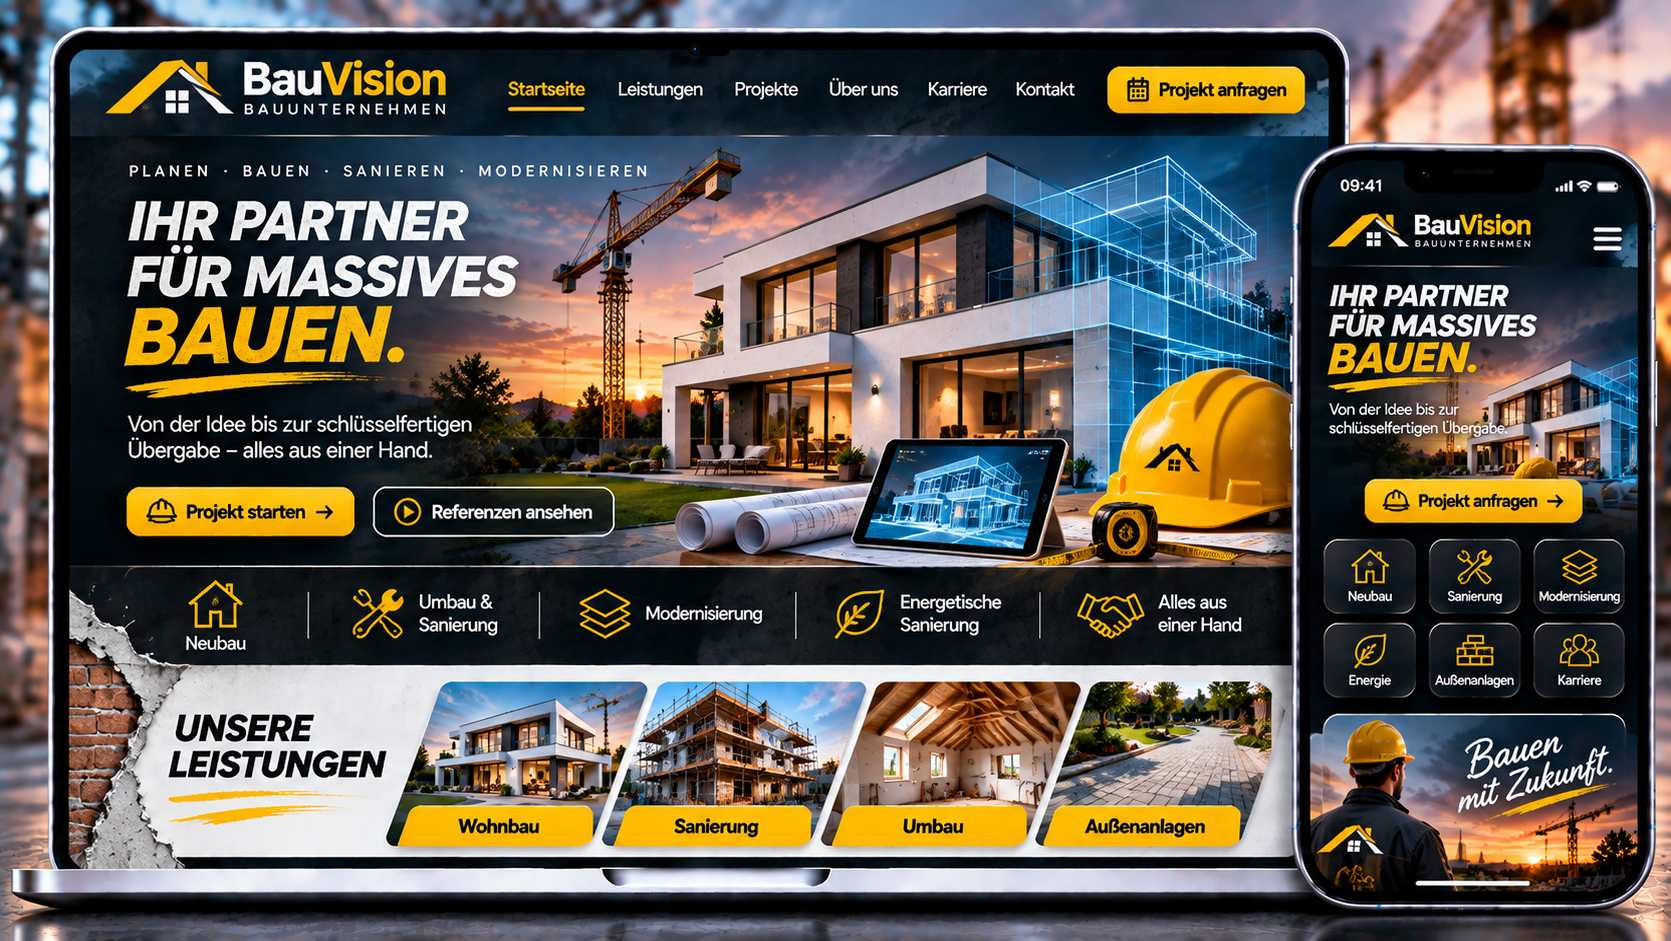 BauVision
BAUUNTERNEHMEN
Startseite
Leistungen
Projekte
Über uns
Karriere
Kontakt
Projekt anfragen
PLANEN · BAUEN · SANIEREN · MODERNISIEREN
IHR PARTNER
FÜR MASSIVES
BAUEN.
Von der Idee bis zur schlüsselfertigen
Übergabe – alles aus einer Hand.
Projekt starten →
Referenzen ansehen
Neubau
Umbau &
Sanierung
Modernisierung
Energetische
Sanierung
Alles aus
einer Hand
UNSERE
LEISTUNGEN
Wohnbau
Sanierung
Umbau
Außenanlagen
09:41
BauVision
BAUUNTERNEHMEN
IHR PARTNER
FÜR MASSIVES
BAUEN.
Von der Idee bis zur
schlüsselfertigen Übergabe.
Projekt anfragen →
Neubau
Sanierung
Modernisierung
Energie
Außenanlagen
Karriere
Bauen
mit Zukunft.